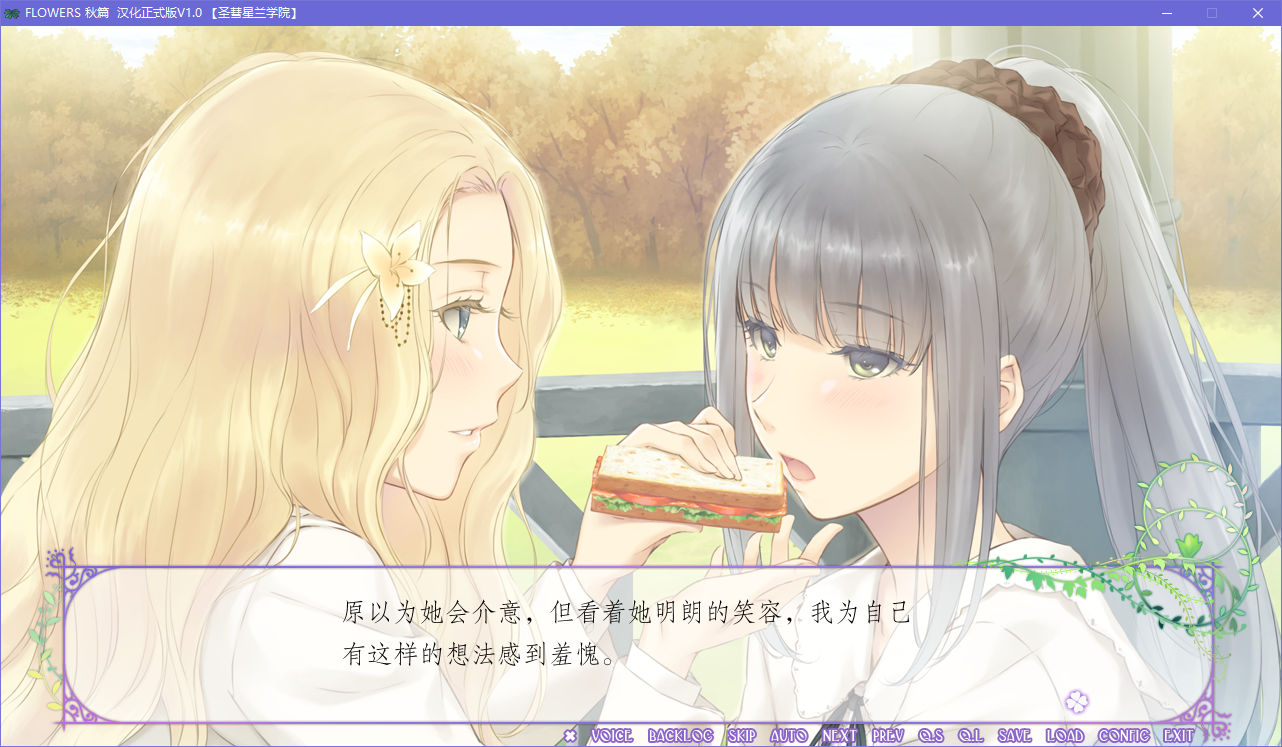 FLOWERS 秋篇 汉化正式版V1.0 【圣彗星兰学院】
原以为她会介意，但看着她明朗的笑容，我为自己
有这样的想法感到羞愧。
VOICE BACKLOG SKIP AUTO NEXT PREV Q.S Q.L SAVE LOAD CONFIG EXIT